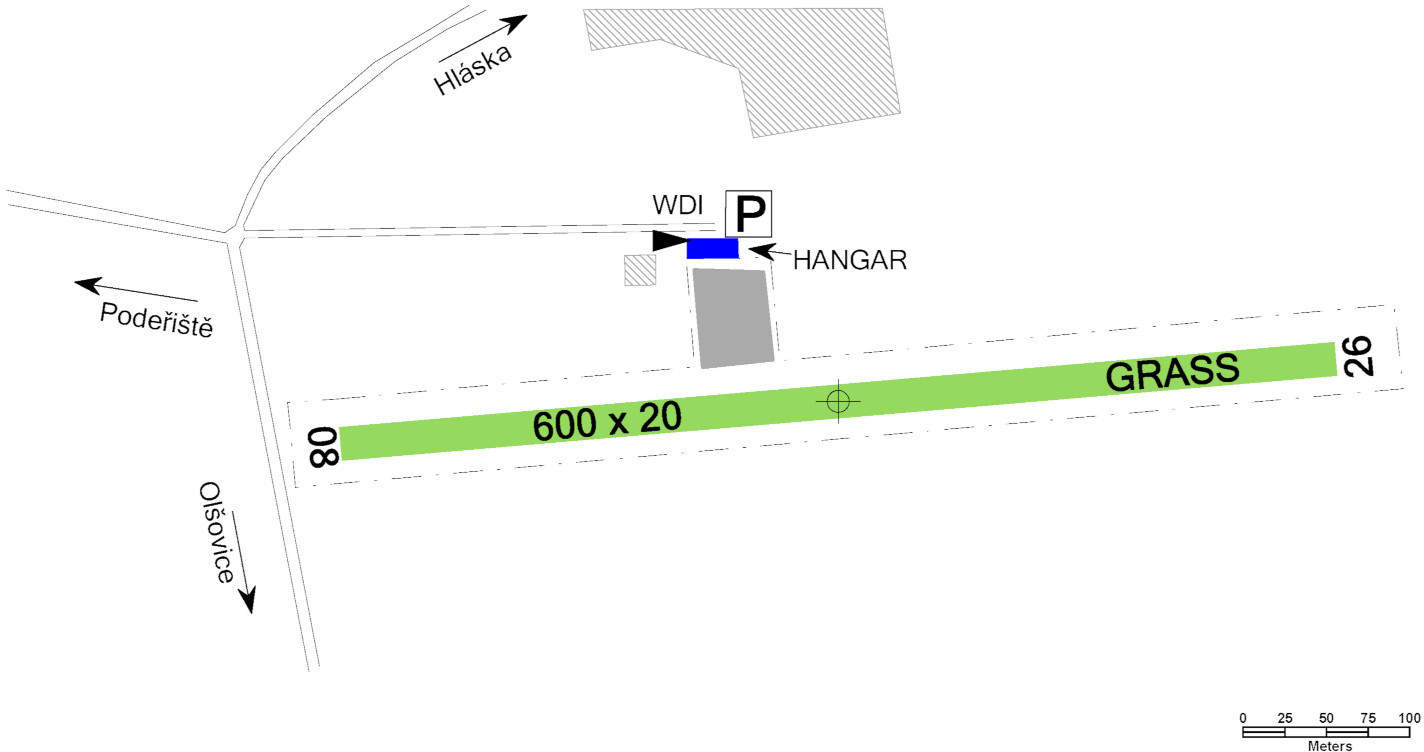 Hláska
WDI
P
HANGAR
Podeřiště
GRASS
26
600 x 20
08
Olšovice
0 25 50 75 100
Meters